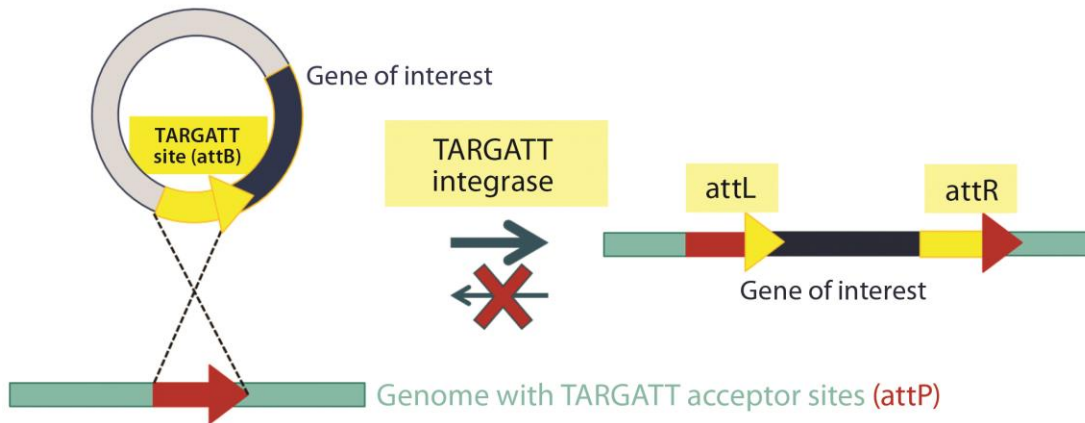 Gene of interest
TARGATT
site (attB)
TARGATT
integrase
attL
attR
Gene of interest
Genome with TARGATT acceptor sites (attP)